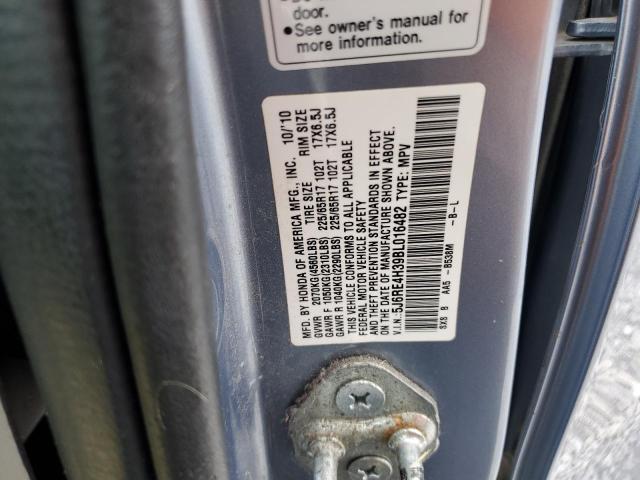 door.
•See owner's manual for
more information.
MFD. BY HONDA OF AMERICA MFG., INC. 10/'10
TIRE SIZE RIM SIZE
GVWR 2070KG(4560LBS)
GAWR F 1050KG(2310LBS) 225/65R17 102T 17X6.5J
GAWR R 1040KG(2290LBS) 225/65R17 102T 17X6.5J
THIS VEHICLE CONFORMS TO ALL APPLICABLE
FEDERAL MOTOR VEHICLE SAFETY
AND THEFT PREVENTION STANDARDS IN EFFECT
ON THE DATE OF MANUFACTURE SHOWN ABOVE.
V.I.N.:5J6RE4H39BL016482 TYPE: MPV
SXS B AA5 -B538M -B-L